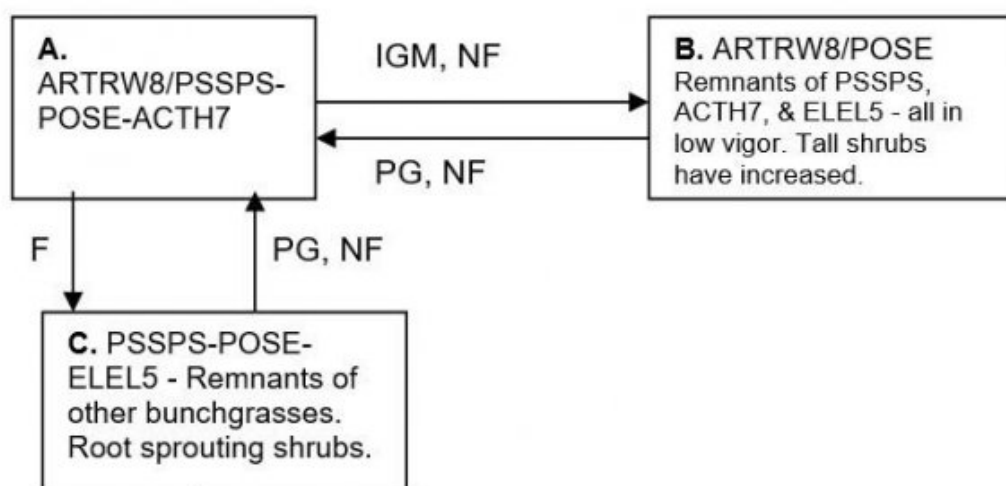 A.
ARTRW8/PSSPS-
POSE-ACTH7
IGM, NF
PG, NF
B. ARTRW8/POSE
Remnants of PSSPS,
ACTH7, & ELEL5 - all in
low vigor. Tall shrubs
have increased.
F
PG, NF
C. PSSPS-POSE-
ELEL5 - Remnants of
other bunchgrasses.
Root sprouting shrubs.